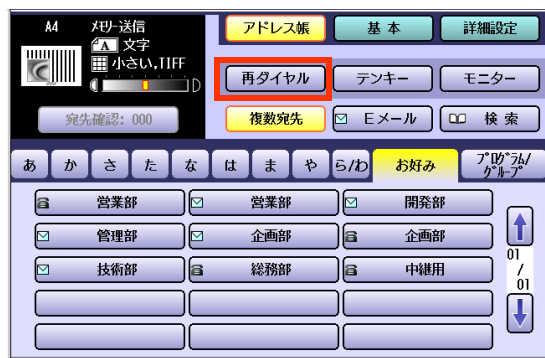 A4 メモリー送信 アドレス帳 基本 詳細設定
A 文字
小さい,TIFF
再ダイヤル テンキー モニター
D
宛先確認: 000 複数宛先 Eメール 検索
あ か さ た な は ま や ら/わ お好み プログラム/
グループ
営業部 営業部 開発部
管理部 企画部 企画部
技術部 総務部 中継用
01
/
01